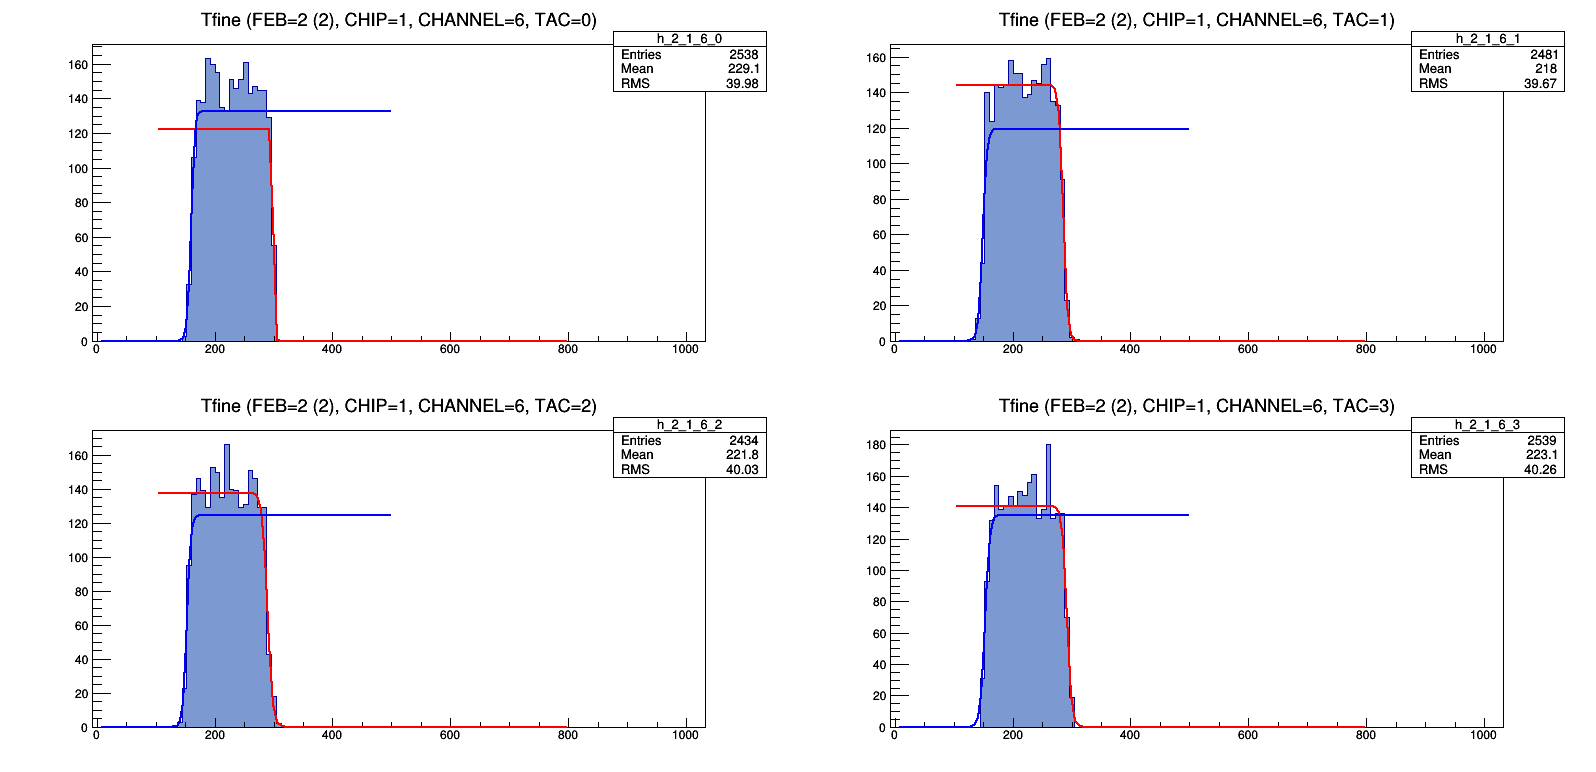 Tfine (FEB=2 (2), CHIP=1, CHANNEL=6, TAC=0)
h_2_1_6_0
Entries 2538
Mean 229.1
RMS 39.98
160
140
120
100
80
60
40
20
0
0 200 400 600 800 1000
Tfine (FEB=2 (2), CHIP=1, CHANNEL=6, TAC=1)
h_2_1_6_1
Entries 2481
Mean 218
RMS 39.67
160
140
120
100
80
60
40
20
0
0 200 400 600 800 1000
Tfine (FEB=2 (2), CHIP=1, CHANNEL=6, TAC=2)
h_2_1_6_2
Entries 2434
Mean 221.8
RMS 40.03
160
140
120
100
80
60
40
20
0
0 200 400 600 800 1000
Tfine (FEB=2 (2), CHIP=1, CHANNEL=6, TAC=3)
h_2_1_6_3
Entries 2539
Mean 223.1
RMS 40.26
180
160
140
120
100
80
60
40
20
0
0 200 400 600 800 1000